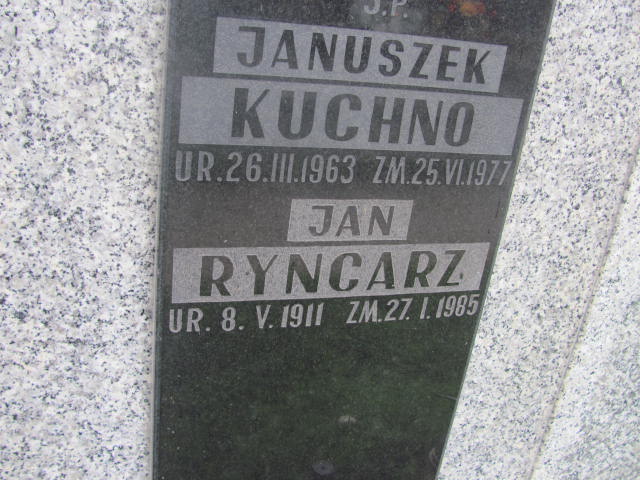 Ś.P.
JANUSZEK
KUCHNO
UR.26.III.1963 ZM.25.VI.1977
JAN
RYNCARZ
UR. 8. V. 1911 ZM.27. I. 1985